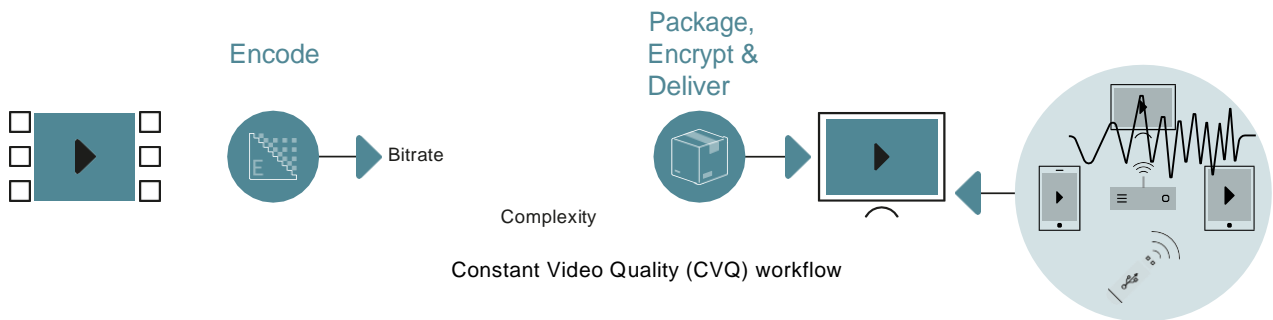 Encode
Package,
Encrypt &
Deliver
E
Bitrate
Complexity
Constant Video Quality (CVQ) workflow